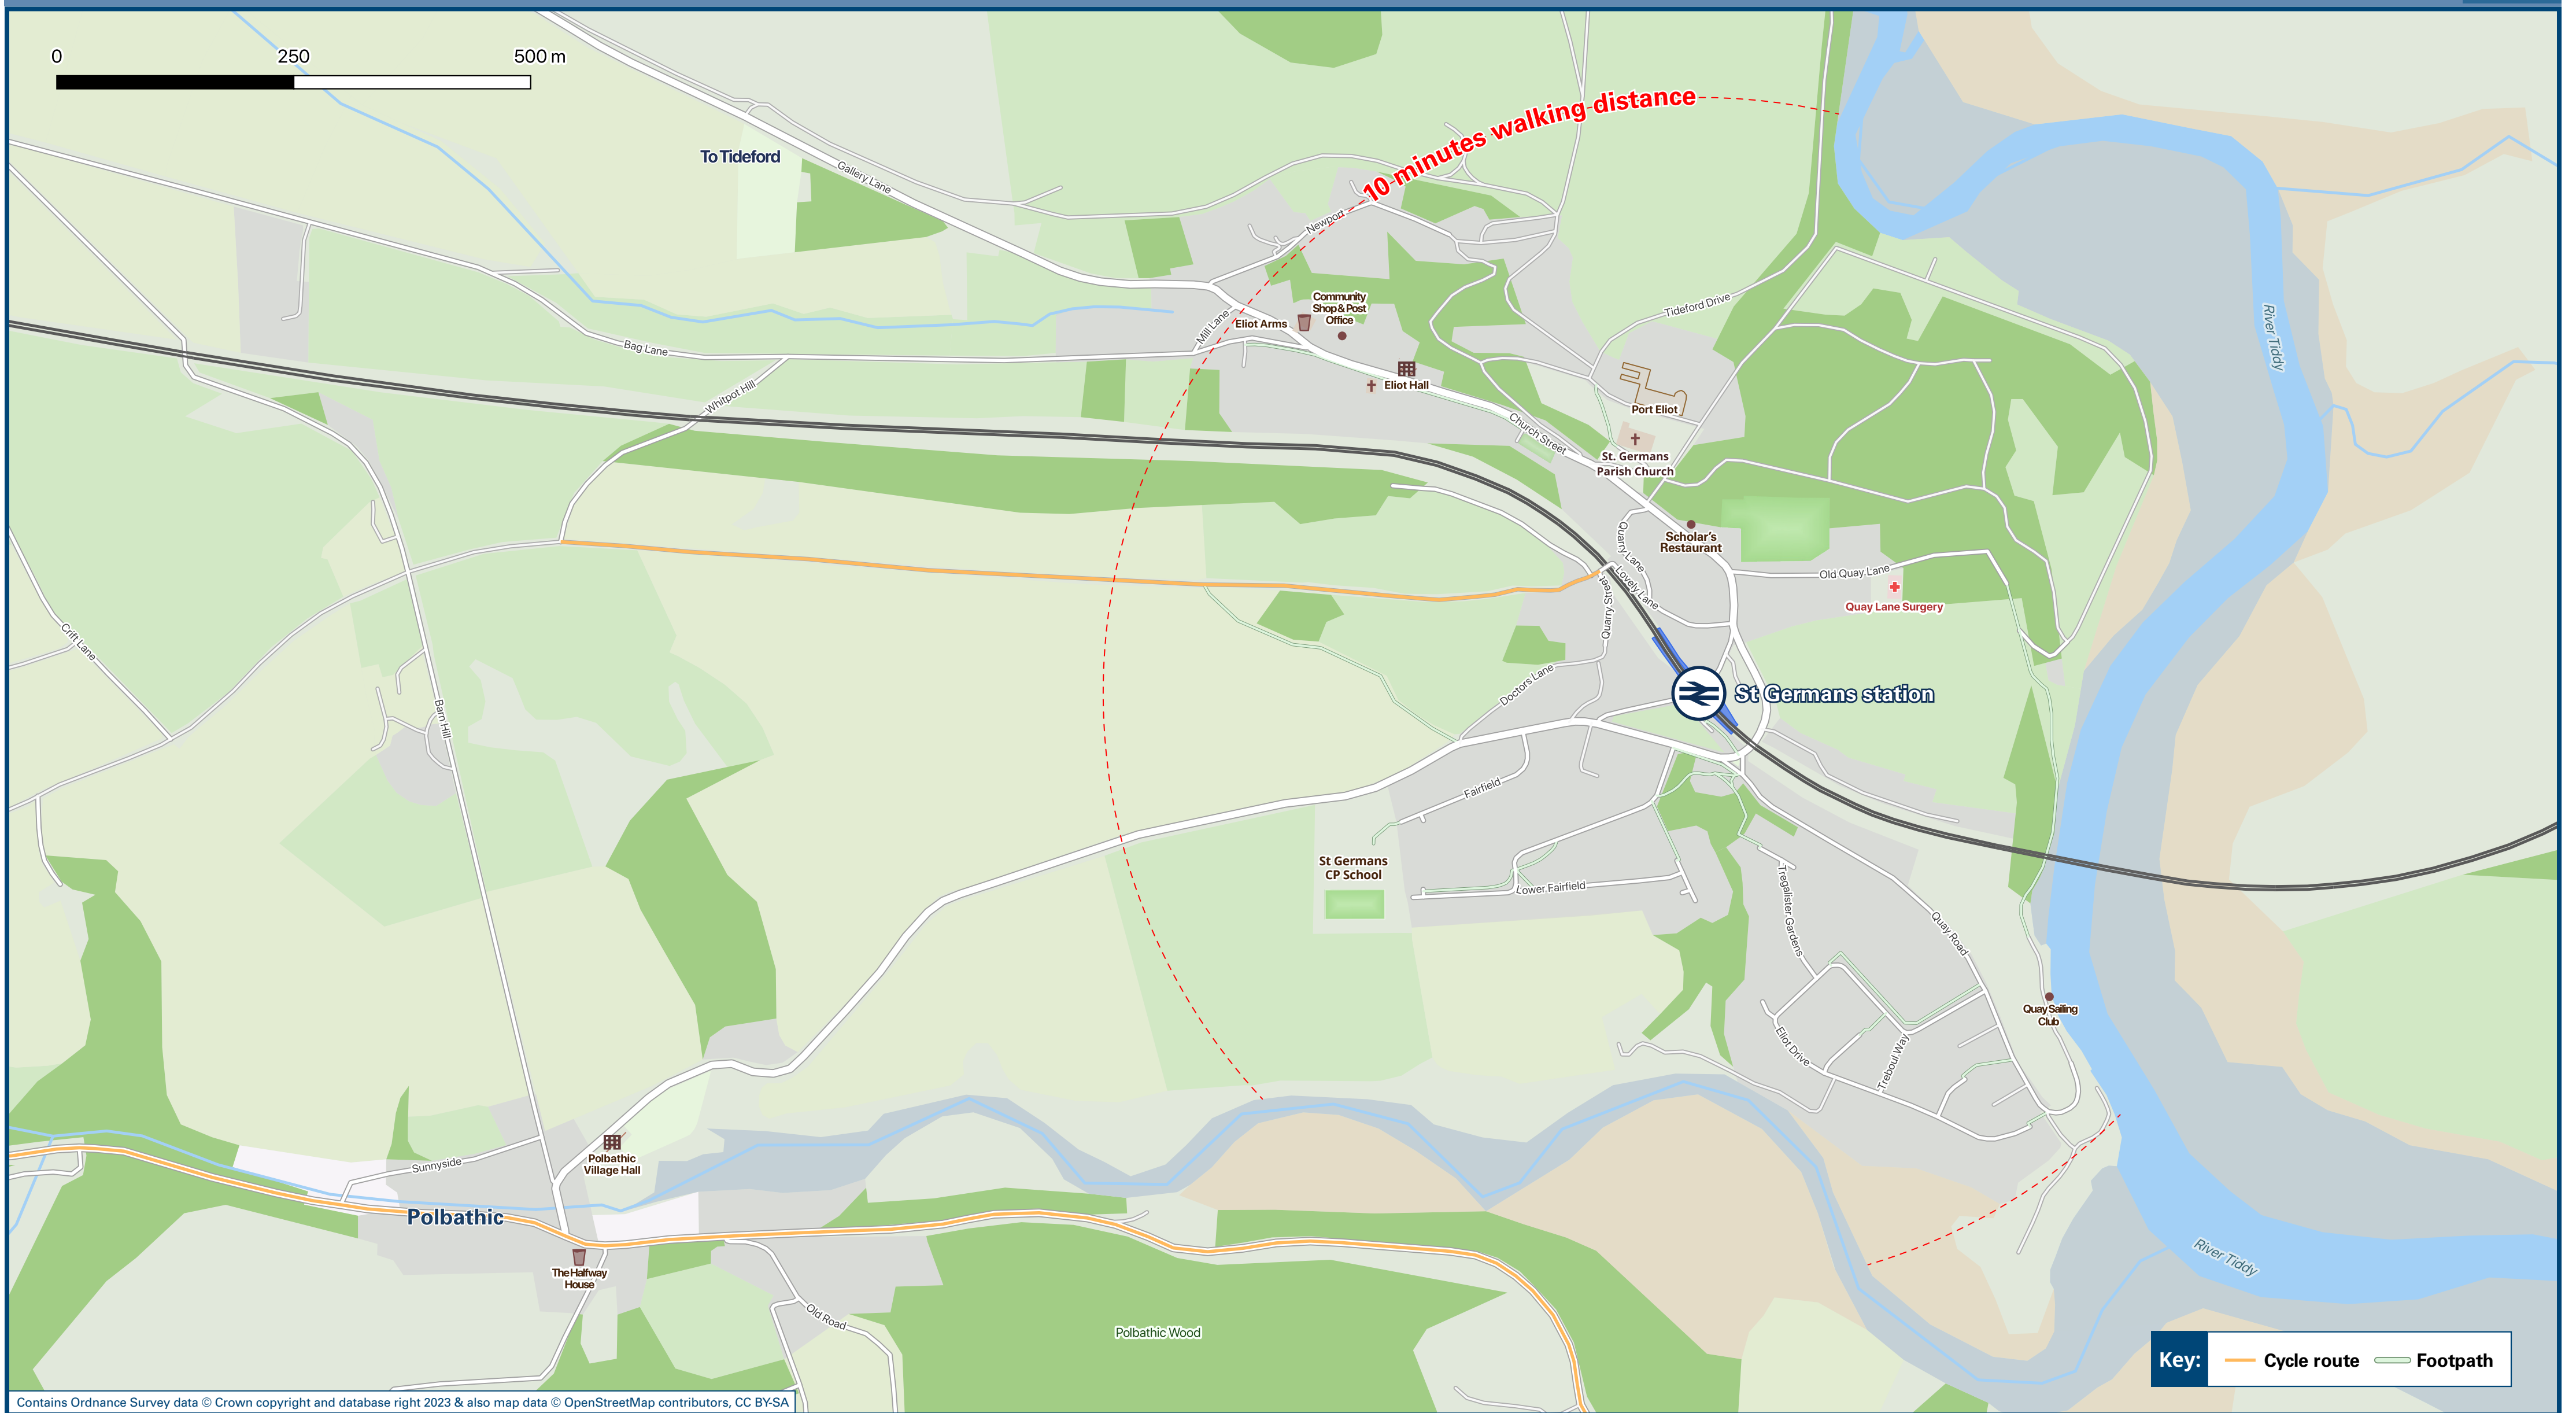 0 250 500 m
10 minutes walking distance
To Tideford
Gallery Lane
Newport
Community
Shop & Post
Office
Eliot Arms
Mill Lane
Tideford Drive
River Tiddy
Bag Lane
Whitpot Hill
Eliot Hall
Port Eliot
Church Street
St. Germans
Parish Church
Quarry Lane
Scholar's
Restaurant
Lovely Lane
Old Quay Lane
Quay Lane Surgery
Quarry Street
Crift Lane
Barn Hill
Doctors Lane
St Germans station
Fairfield
St Germans
CP School
Lower Fairfield
Tregalister Gardens
Quay Road
Quay Sailing
Club
Eliot Drive
Treboul Way
Sunnyside
Polbathic
Village Hall
Polbathic
The Halfway
House
Old Road
Polbathic Wood
River Tiddy
Key: Cycle route Footpath
Contains Ordnance Survey data © Crown copyright and database right 2023 & also map data © OpenStreetMap contributors, CC BY-SA